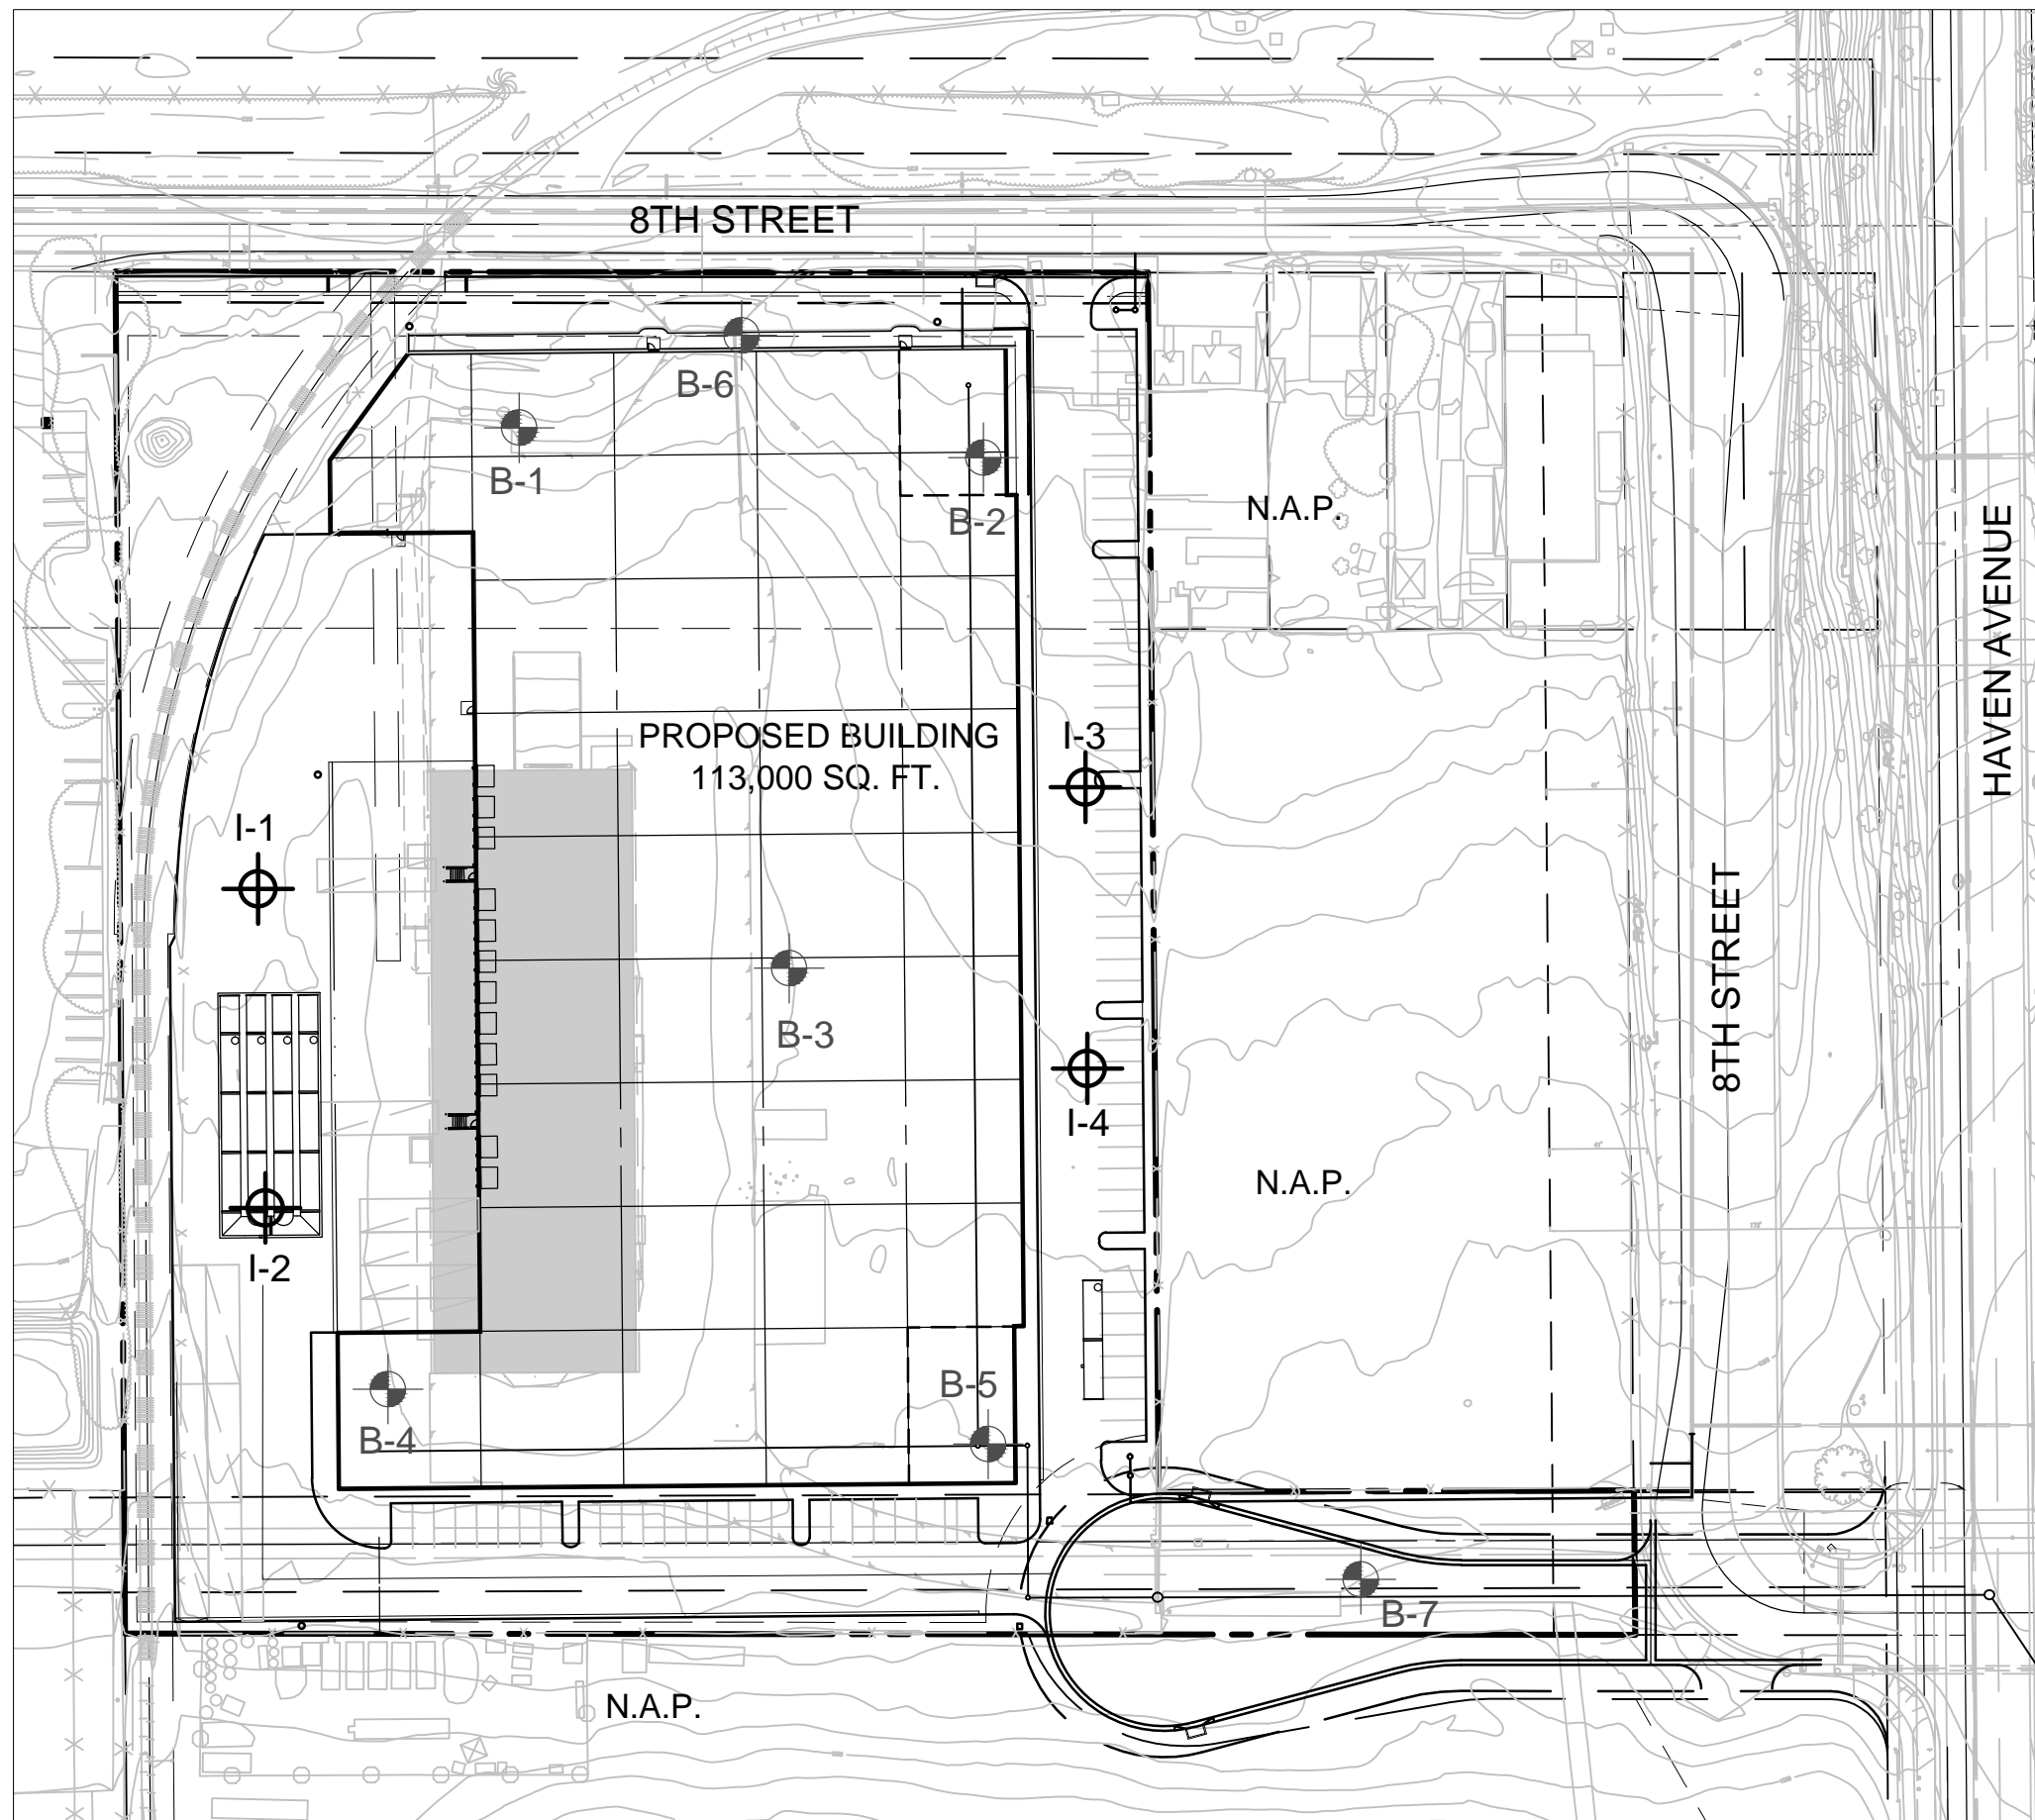 8TH STREET
B-6
B-1
B-2
N.A.P.
HAVEN AVENUE
PROPOSED BUILDING
113,000 SQ. FT.
I-3
I-1
8TH STREET
B-3
I-4
N.A.P.
I-2
B-5
B-4
B-7
N.A.P.